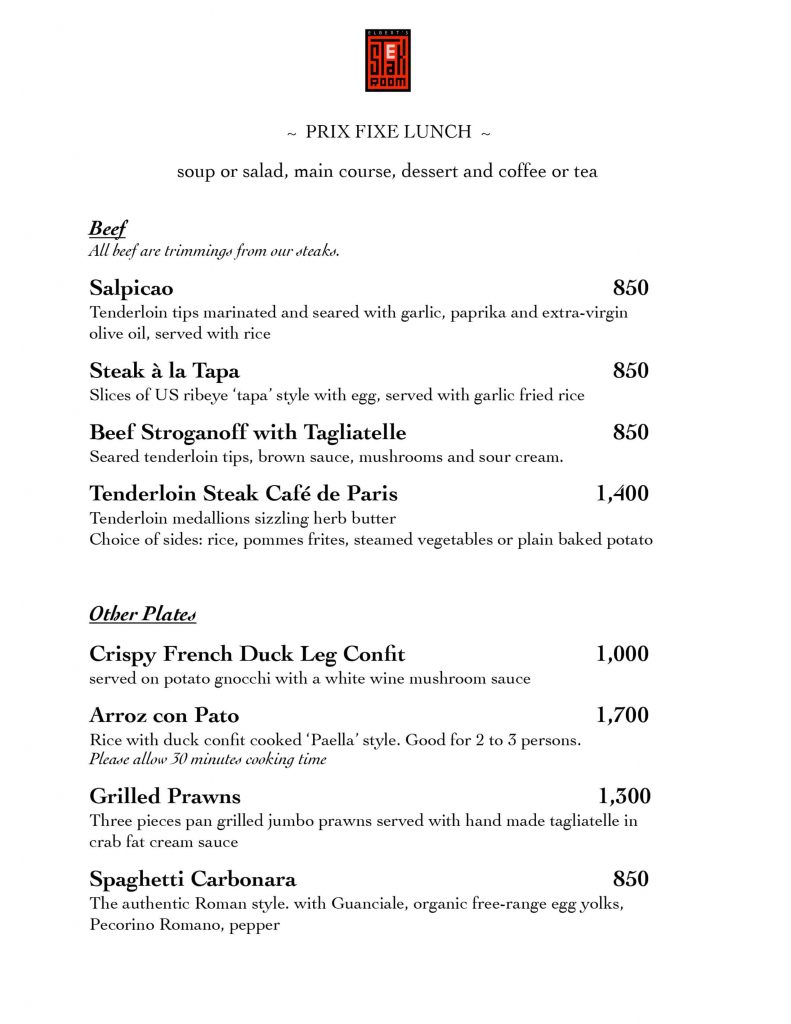 ELBERT'S
STEAK
ROOM
~ PRIX FIXE LUNCH ~
soup or salad, main course, dessert and coffee or tea
Beef
All beef are trimmings from our steaks.
Salpicao 850
Tenderloin tips marinated and seared with garlic, paprika and extra-virgin
olive oil, served with rice
Steak à la Tapa 850
Slices of US ribeye ‘tapa’ style with egg, served with garlic fried rice
Beef Stroganoff with Tagliatelle 850
Seared tenderloin tips, brown sauce, mushrooms and sour cream.
Tenderloin Steak Café de Paris 1,400
Tenderloin medallions sizzling herb butter
Choice of sides: rice, pommes frites, steamed vegetables or plain baked potato
Other Plates
Crispy French Duck Leg Confit 1,000
served on potato gnocchi with a white wine mushroom sauce
Arroz con Pato 1,700
Rice with duck confit cooked ‘Paella’ style. Good for 2 to 3 persons.
Please allow 30 minutes cooking time
Grilled Prawns 1,300
Three pieces pan grilled jumbo prawns served with hand made tagliatelle in
crab fat cream sauce
Spaghetti Carbonara 850
The authentic Roman style. with Guanciale, organic free-range egg yolks,
Pecorino Romano, pepper